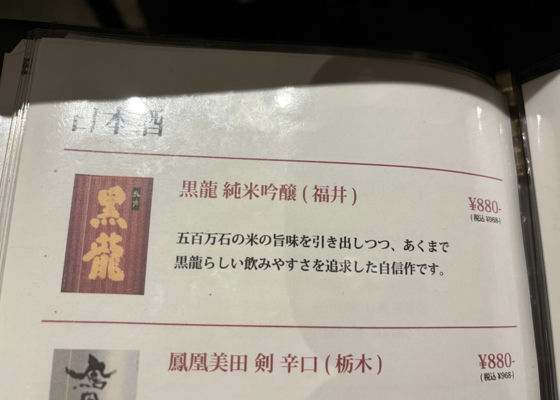 日本酒
黒龍
黒龍 純米吟醸 ( 福井 )
¥880-
(税込 ¥968-)
五百万石の米の旨味を引き出しつつ、あくまで
黒龍らしい飲みやすさを追求した自信作です。
鳳凰美田 剣 辛口 ( 栃木 )
¥880-
(税込 ¥968-)